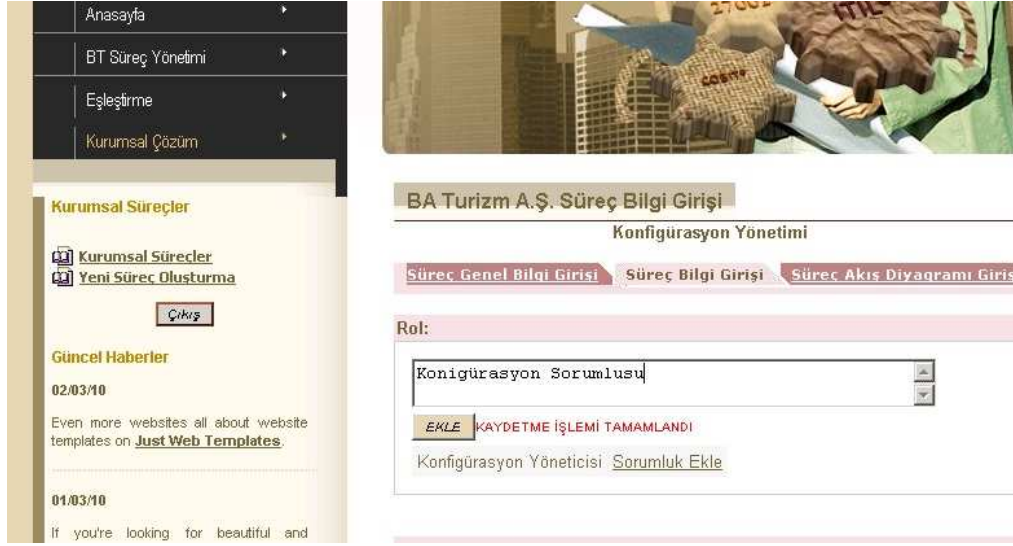 Anasayfa
BT Süreç Yönetimi
Eşleştirme
Kurumsal Çözüm
27002
ITIL
COBIT
Kurumsal Süreçler
Kurumsal Süreçler
Yeni Süreç Oluşturma
Çıkış
Güncel Haberler
02/03/10
Even more websites all about website
templates on Just Web Templates.
01/03/10
If you're looking for beautiful and
BA Turizm A.Ş. Süreç Bilgi Girişi
Konfigürasyon Yönetimi
Süreç Genel Bilgi Girişi Süreç Bilgi Girişi Süreç Akış Diyagramı Giriş
Rol:
Konigürasyon Sorumlusu
EKLE KAYDETME İŞLEMİ TAMAMLANDI
Konfigürasyon Yöneticisi Sorumluk Ekle